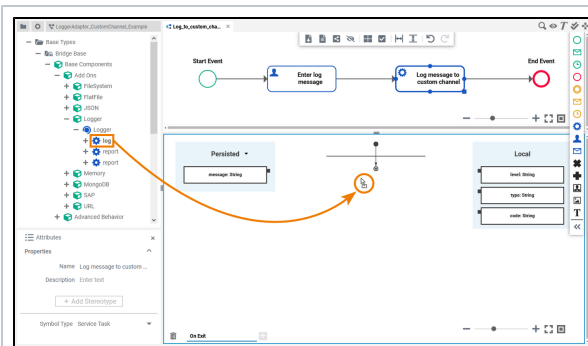 LoggerAdapter_CustomChannel_Example
Log_to_custom_cha... ×
Base Types
Bridge Base
Base Components
Add Ons
FileSystem
FlatFile
JSON
Logger
Logger
log
report
report
Memory
MongoDB
SAP
URL
Advanced Behavior
Start Event
Enter log
message
Log message to
custom channel
End Event
Persisted
message: String
Local
level: String
type: String
code: String
T
Attributes ×
Properties
Name Log message to custom ...
Description Enter text
+ Add Stereotype
Symbol Type Service Task
On Exit